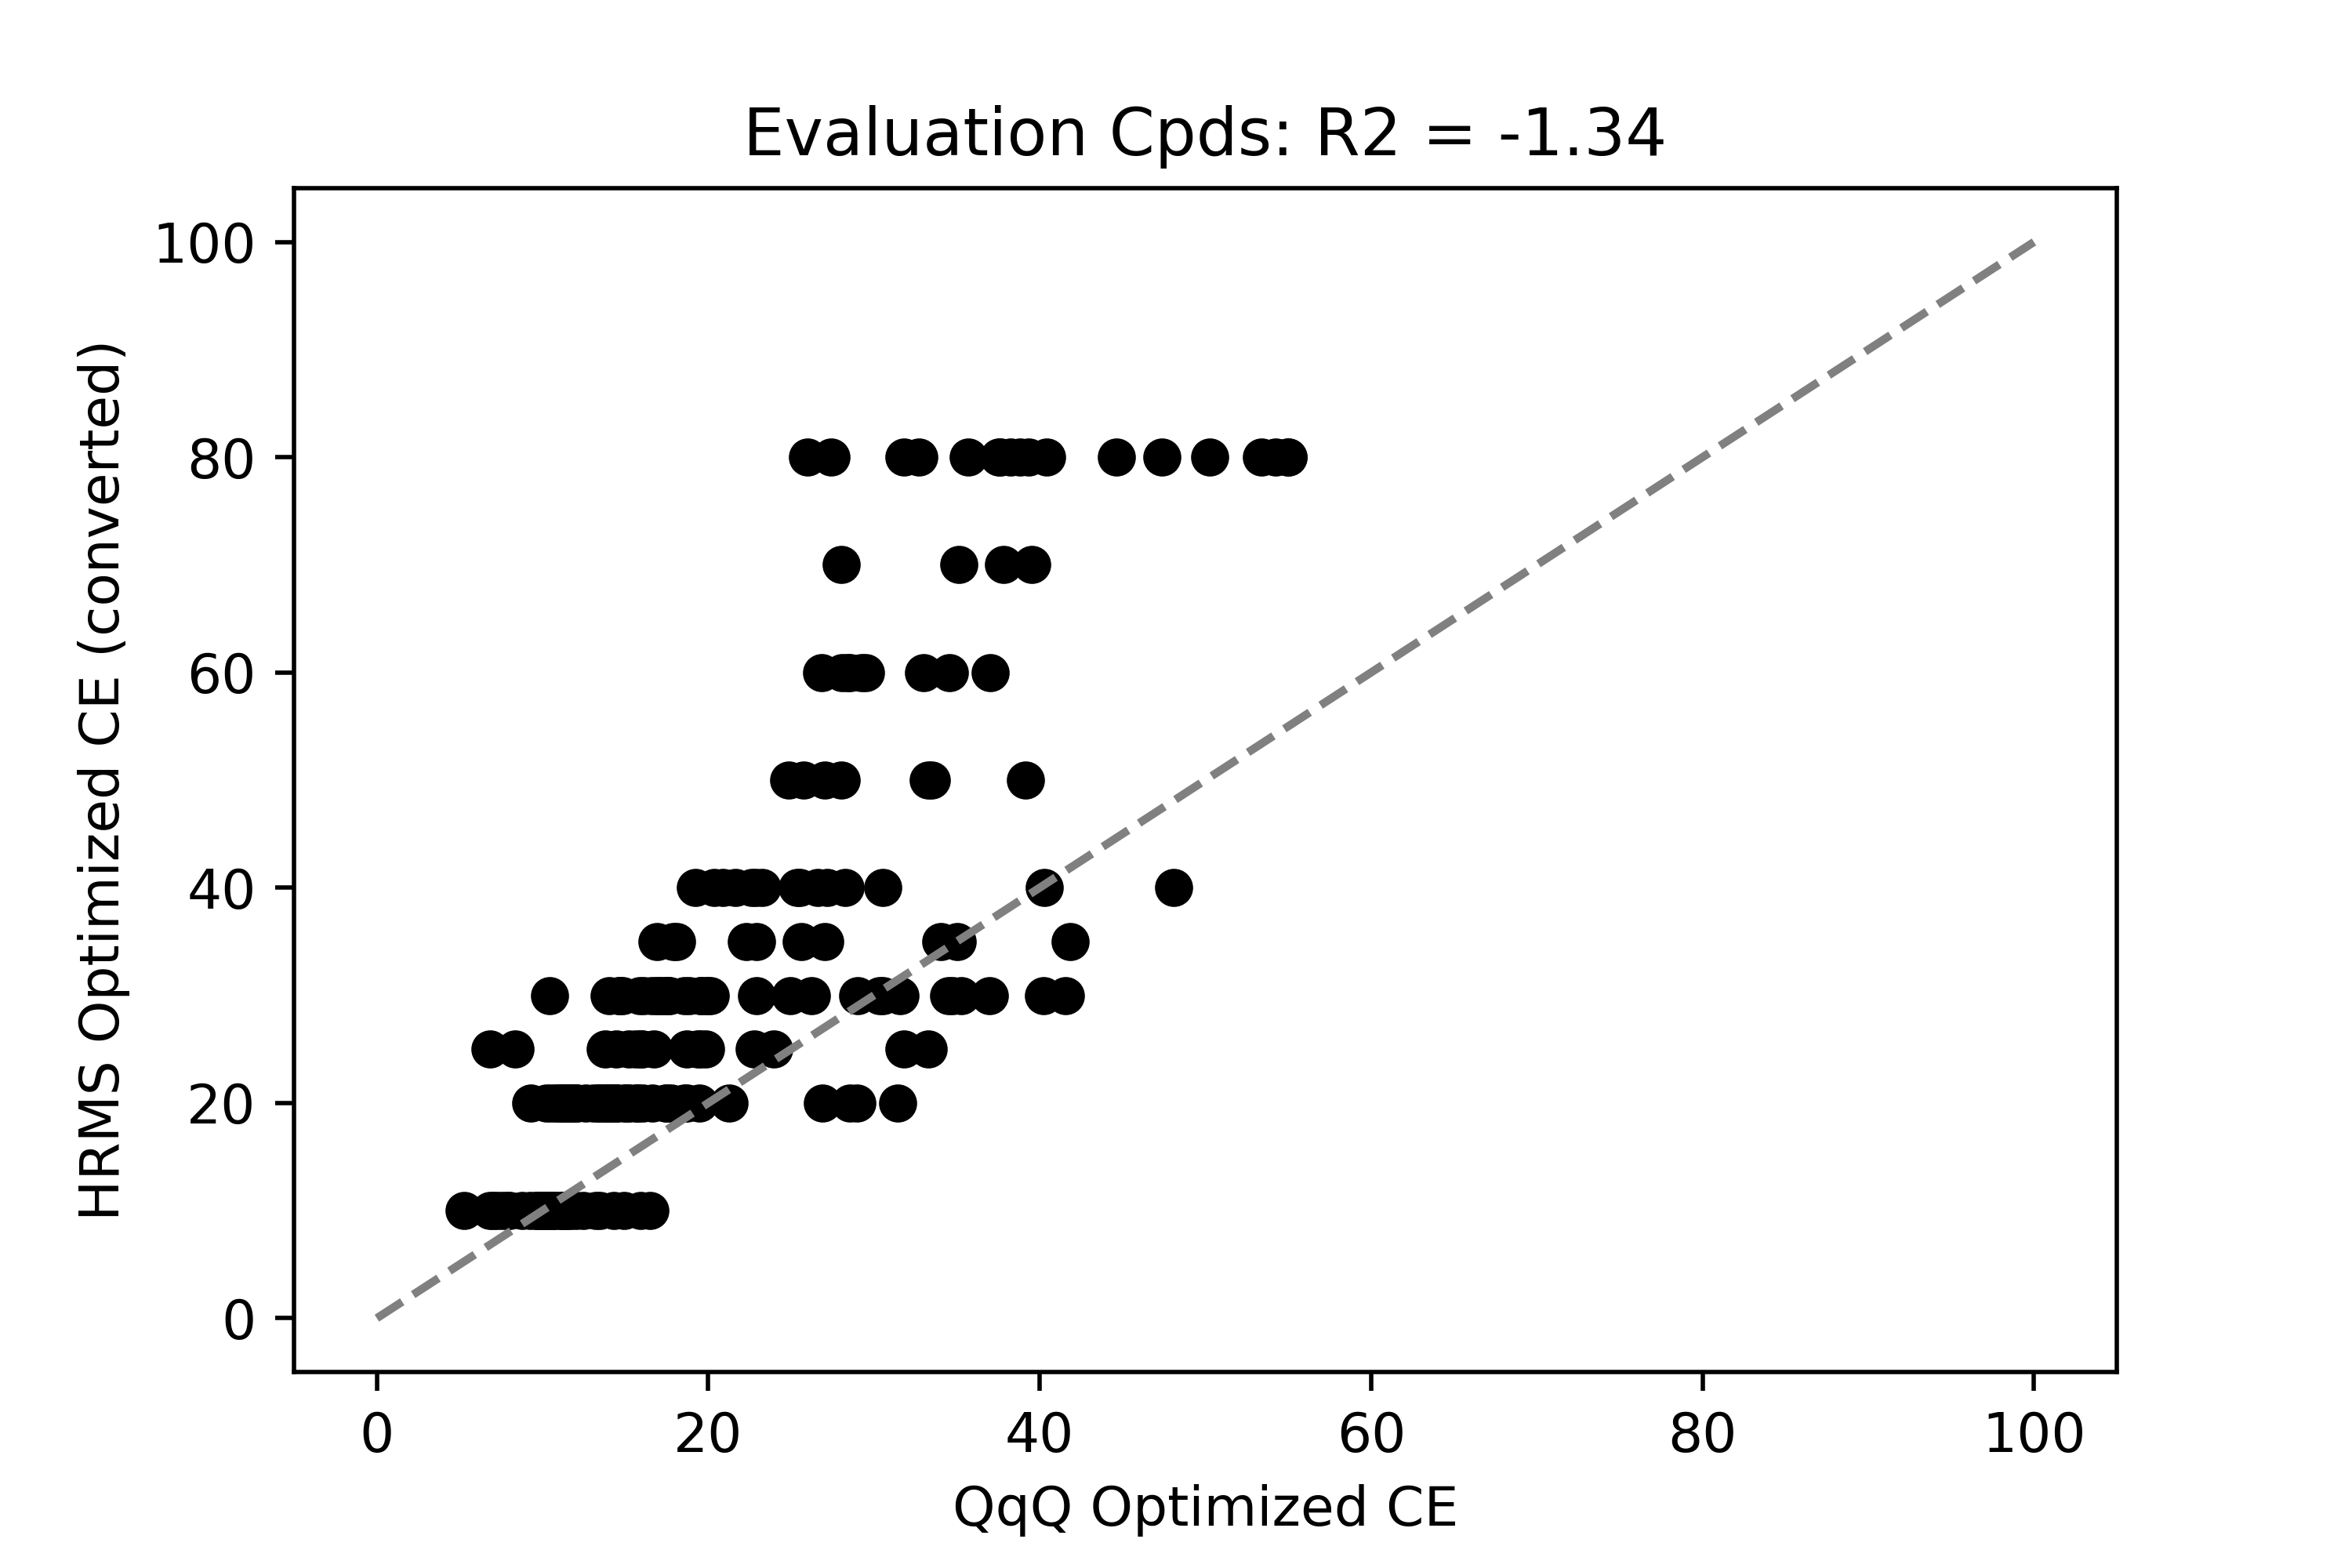 Evaluation Cpds: R2 = -1.34
HRMS Optimized CE (converted)
100
80
60
40
20
0
0 20 40 60 80 100
QqQ Optimized CE